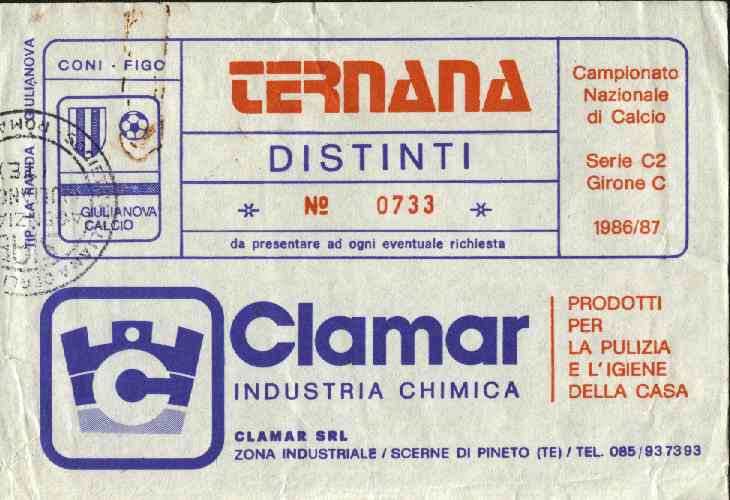 TIP. LA RAPIDA GIULIANOVA
CONI - FIGC
GIULIANOVA
CALCIO
TERNANA
DISTINTI
Nº 0733
da presentare ad ogni eventuale richiesta
Campionato
Nazionale
di Calcio
Serie C2
Girone C
1986/87
ROMA
Clamar
INDUSTRIA CHIMICA
PRODOTTI
PER
LA PULIZIA
E L'IGIENE
DELLA CASA
CLAMAR SRL
ZONA INDUSTRIALE / SCERNE DI PINETO (TE) / TEL. 085/937393